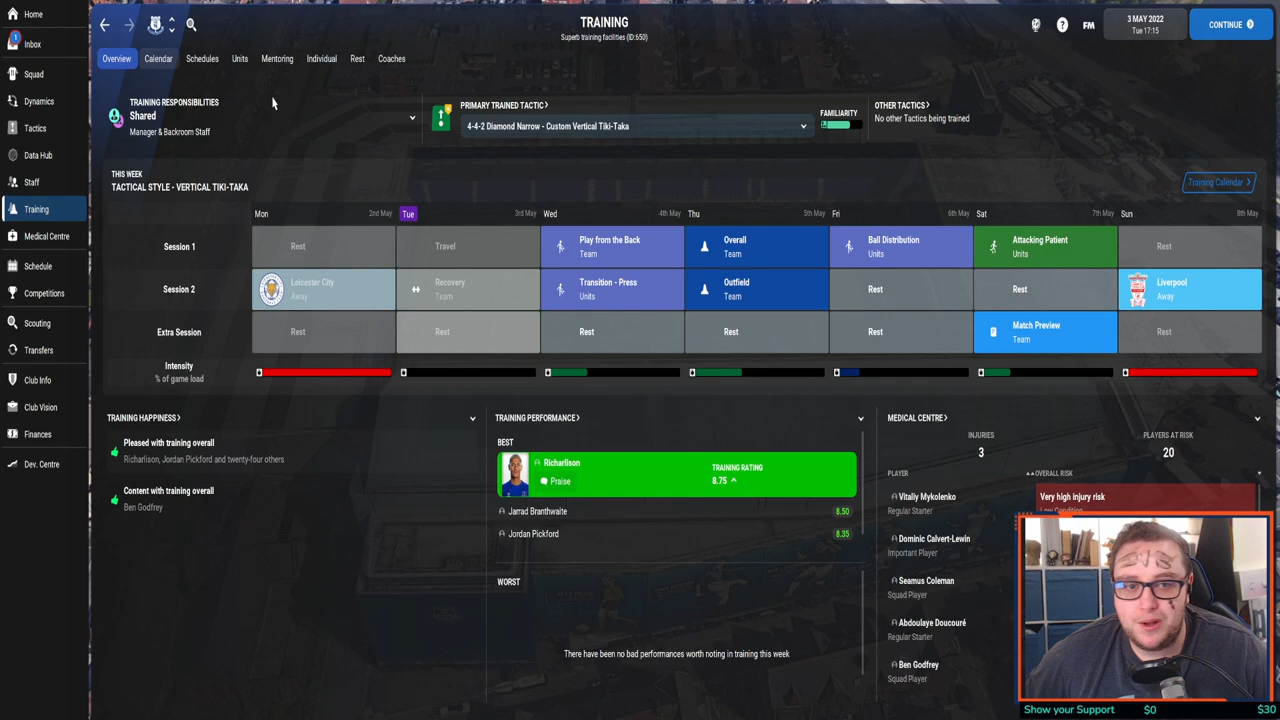 Home
TRAINING
Superb training facilities (ID:650)
3 MAY 2022
Tue 17:15
FM
CONTINUE
1
Inbox
Squad
Dynamics
Tactics
Data Hub
Staff
Training
Medical Centre
Schedule
Competitions
Scouting
Transfers
Club Info
Club Vision
Finances
Dev. Centre
Overview
Calendar
Schedules
Units
Mentoring
Individual
Rest
Coaches
TRAINING RESPONSIBILITIES
Shared
Manager & Backroom Staff
PRIMARY TRAINED TACTIC
4-4-2 Diamond Narrow - Custom Vertical Tiki-Taka
FAMILIARITY
OTHER TACTICS
No other Tactics being trained
THIS WEEK
TACTICAL STYLE - VERTICAL TIKI-TAKA
Training Calendar
Mon 2nd May
Tue 3rd May
Wed 4th May
Thu 5th May
Fri 6th May
Sat 7th May
Sun 8th May
Session 1
Rest
Travel
Play from the Back
Team
Overall
Team
Ball Distribution
Units
Attacking Patient
Units
Rest
Session 2
Leicester City
Away
Recovery
Team
Transition - Press
Units
Outfield
Team
Rest
Rest
Liverpool
Away
Extra Session
Rest
Rest
Rest
Rest
Rest
Match Preview
Team
Rest
Intensity
% of game load
TRAINING HAPPINESS
Pleased with training overall
Richarlison, Jordan Pickford and twenty-four others
Content with training overall
Ben Godfrey
TRAINING PERFORMANCE
BEST
Richarlison
Praise
TRAINING RATING
8.75
Jarrad Branthwaite 8.50
Jordan Pickford 8.35
WORST
There have been no bad performances worth noting in training this week
MEDICAL CENTRE
INJURIES
3
PLAYERS AT RISK
20
PLAYER
OVERALL RISK
Vitaliy Mykolenko
Regular Starter
Very high injury risk
Low Condition
Dominic Calvert-Lewin
Important Player
Seamus Coleman
Squad Player
Abdoulaye Doucouré
Regular Starter
Ben Godfrey
Squad Player
Show your Support $0 $30